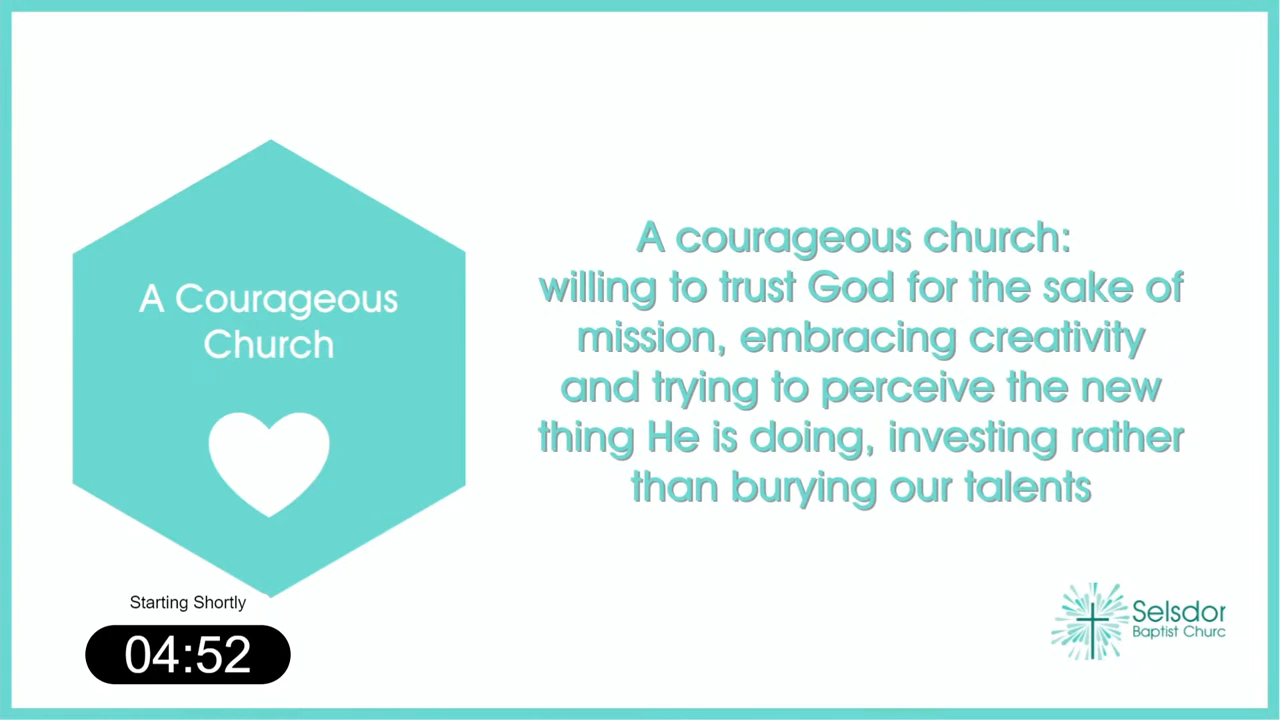 A Courageous
Church
A courageous church:
willing to trust God for the sake of
mission, embracing creativity
and trying to perceive the new
thing He is doing, investing rather
than burying our talents
Starting Shortly
04:52
Selsdor
Baptist Churc